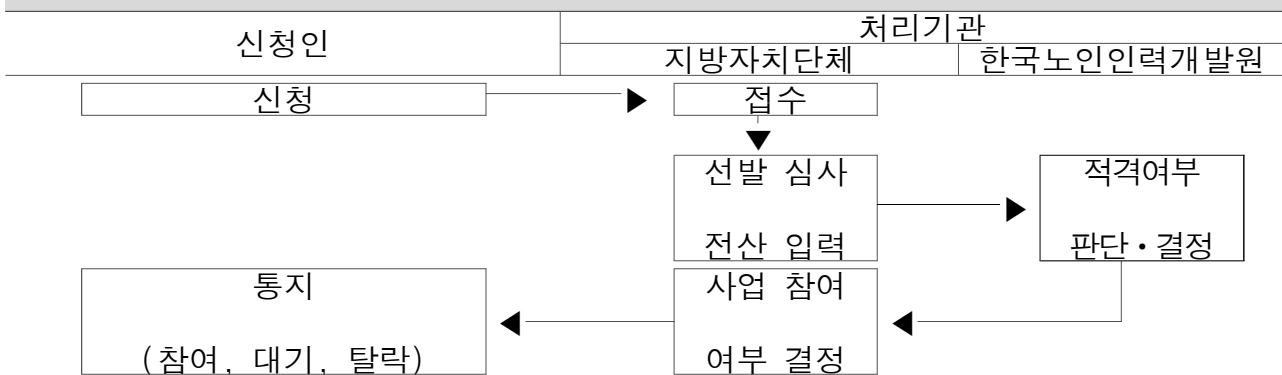 신청인
처리기관
지방자치단체
한국노인인력개발원
신청
접수
선발 심사
전산 입력
적격여부
판단·결정
통지
(참여, 대기, 탈락)
사업 참여
여부 결정